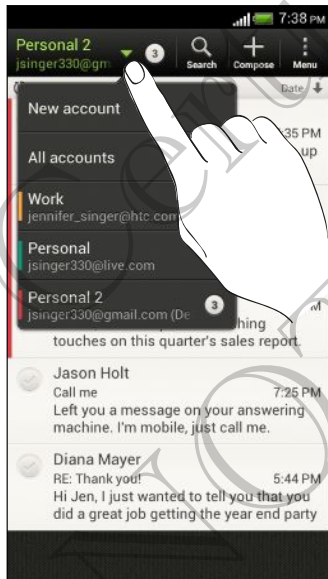 7:38 PM
Personal 2
jsinger330@gm
3
Search
Compose
Menu
Date
New account
:35 PM
up
All accounts
Work
jennifer_singer@htc.com
Personal
jsinger330@live.com
Personal 2
jsinger330@gmail.com (De
3
hing
touches on this quarter's sales report.
Jason Holt
Call me 7:25 PM
Left you a message on your answering
machine. I'm mobile, just call me.
Diana Mayer
RE: Thank you! 5:44 PM
Hi Jen, I just wanted to tell you that you
did a great job getting the year end party